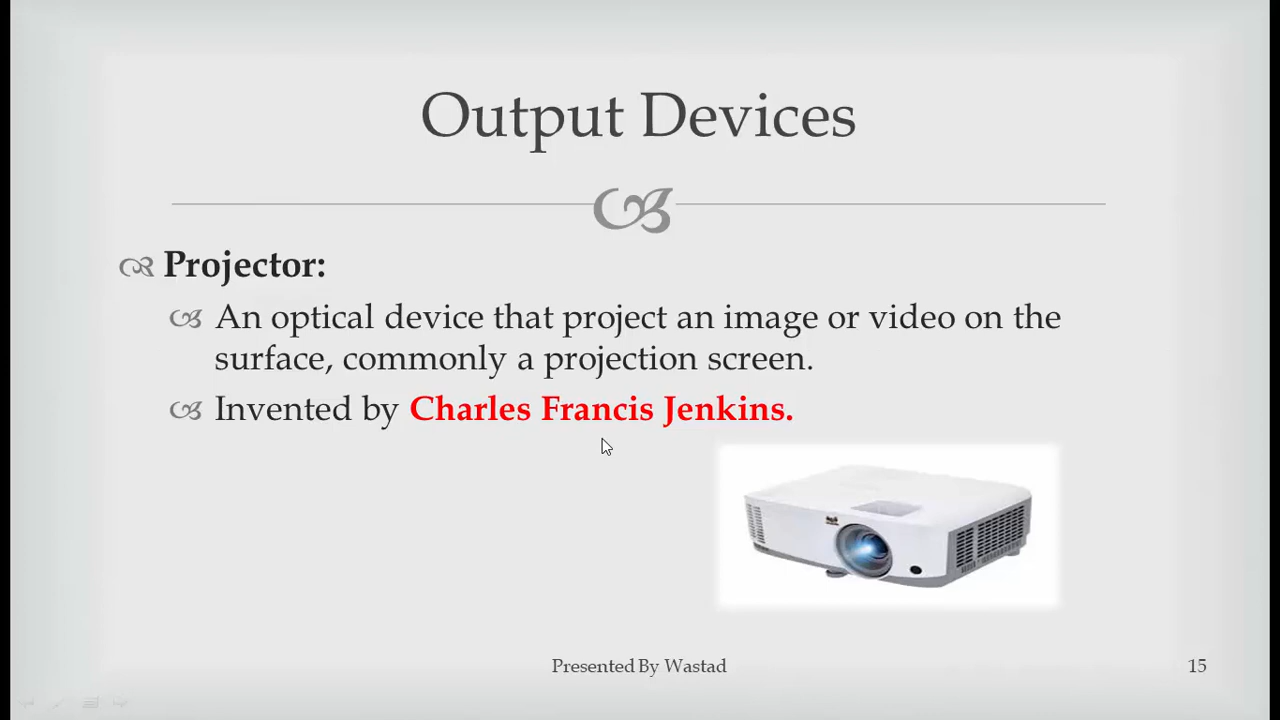 Output Devices
Projector:
An optical device that project an image or video on the
surface, commonly a projection screen.
Invented by Charles Francis Jenkins.
Presented By Wastad
15